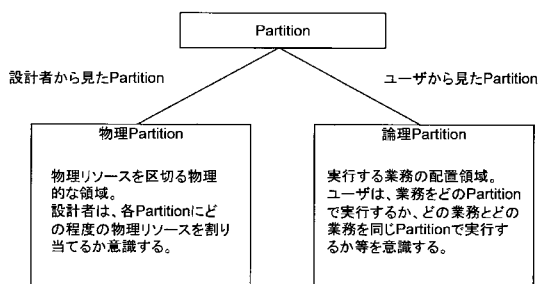 Partition
設計者から見たPartition
ユーザから見たPartition
物理Partition
物理リソースを区切る物理
的な領域。
設計者は、各Partitionにど
の程度の物理リソースを割り
当てるか意識する。
論理Partition
実行する業務の配置領域。
ユーザは、業務をどのPartition
で実行するか、どの業務とどの
業務を同じPartitionで実行す
るか等を意識する。